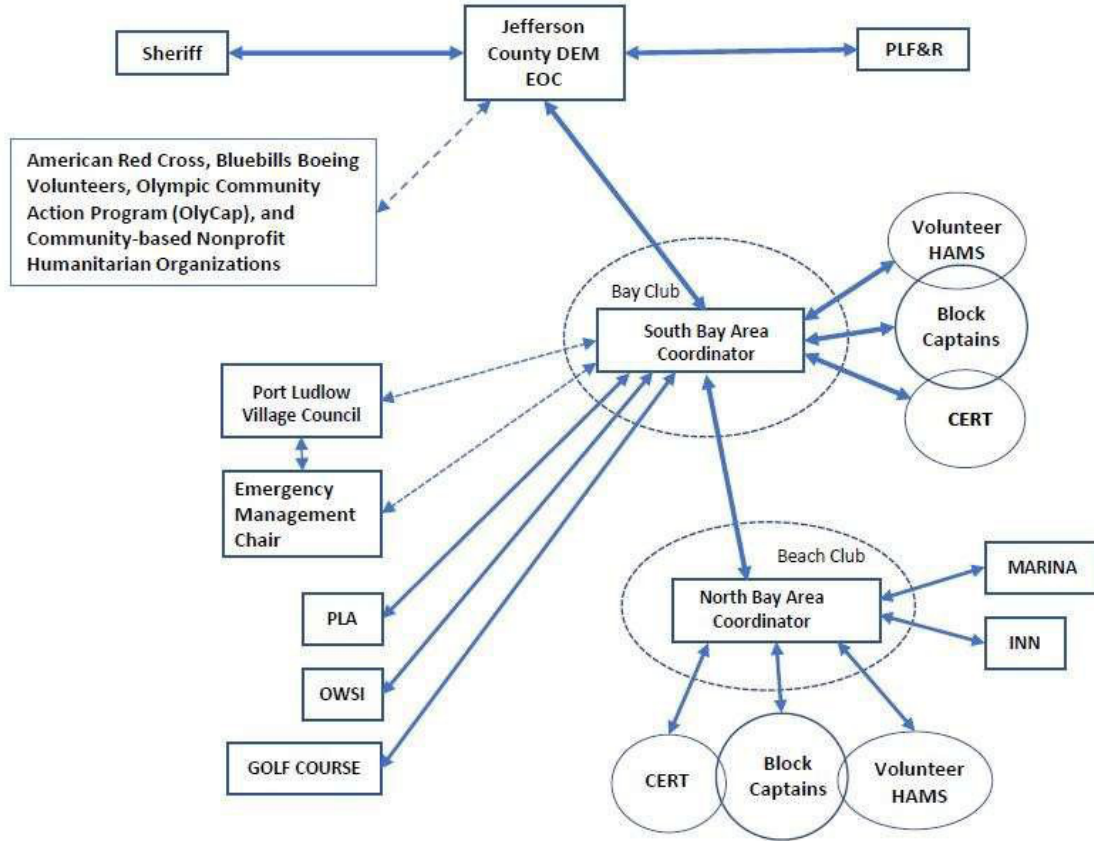 Jefferson
County DEM
EOC
Sheriff
PLF&R
American Red Cross, Bluebills Boeing
Volunteers, Olympic Community
Action Program (OlyCap), and
Community-based Nonprofit
Humanitarian Organizations
Volunteer
HAMS
Bay Club
Block
Captains
South Bay Area
Coordinator
CERT
Port Ludlow
Village Council
Emergency
Management
Chair
Beach Club
MARINA
North Bay Area
Coordinator
INN
PLA
OWSI
GOLF COURSE
CERT
Block
Captains
Volunteer
HAMS